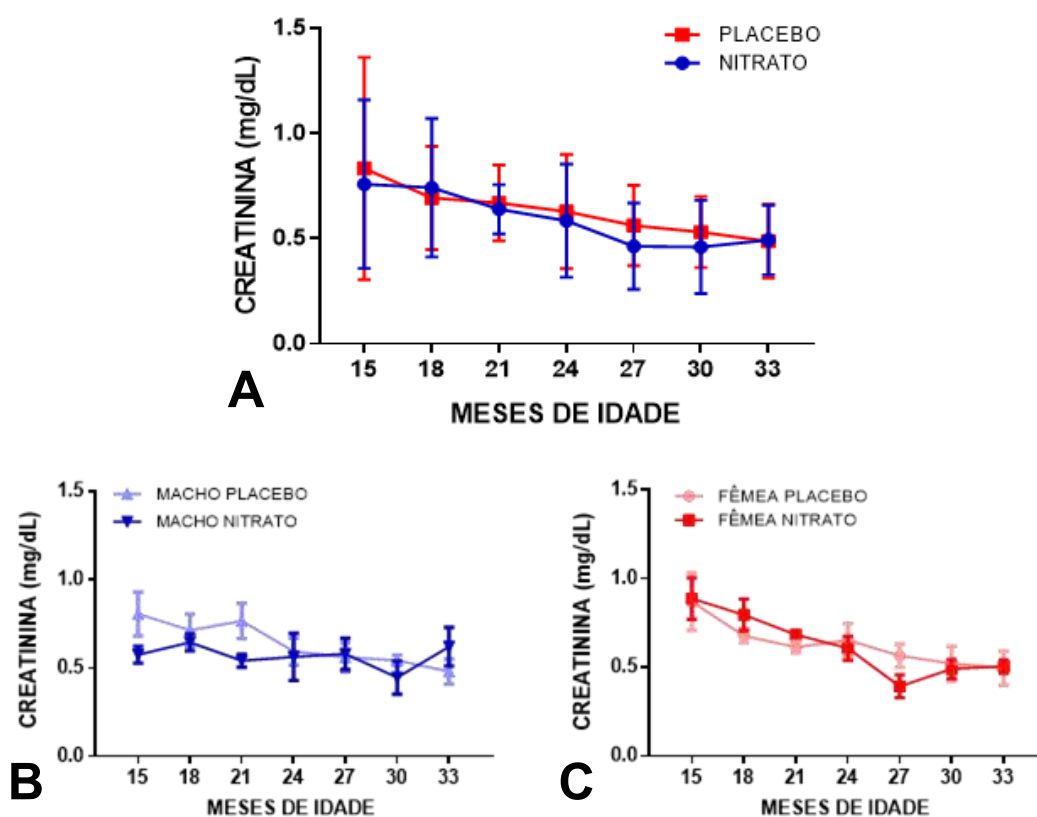 PLACEBO
NITRATO
CREATININA (mg/dL)
1.5
1.0
0.5
0.0
15 18 21 24 27 30 33
MESES DE IDADE
A
MACHO PLACEBO
MACHO NITRATO
CREATININA (mg/dL)
1.5
1.0
0.5
0.0
15 18 21 24 27 30 33
MESES DE IDADE
B
FÊMEA PLACEBO
FÊMEA NITRATO
CREATININA (mg/dL)
1.5
1.0
0.5
0.0
15 18 21 24 27 30 33
MESES DE IDADE
C